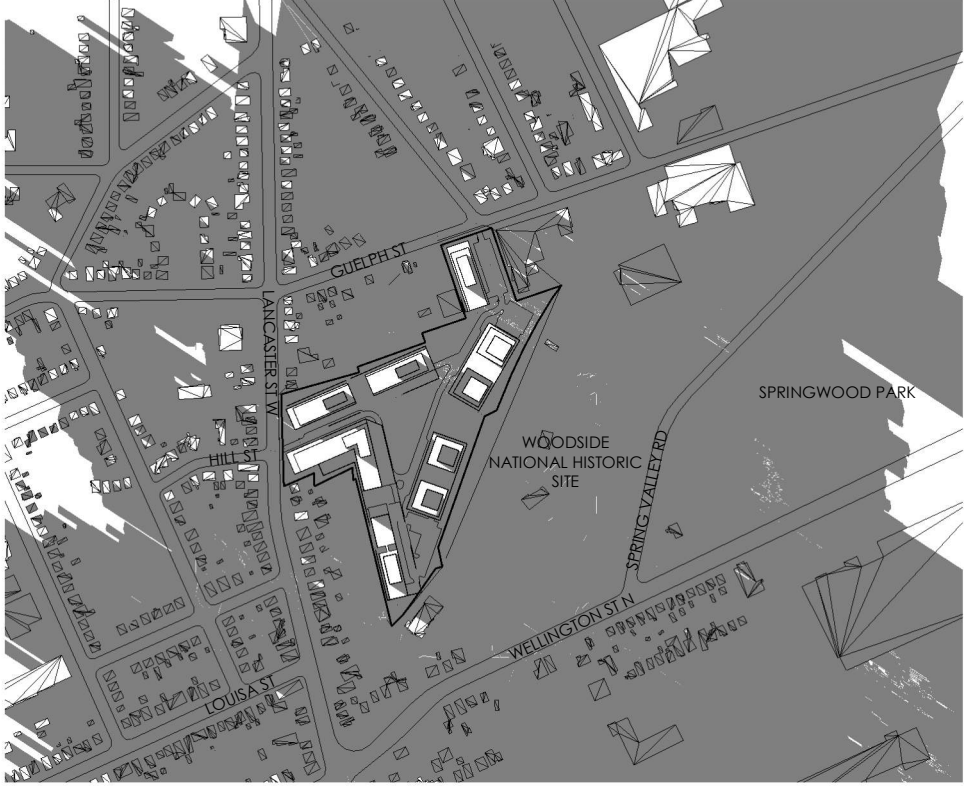 GUELPH ST
LANCASTER ST W
SPRINGWOOD PARK
WOODSIDE
NATIONAL HISTORIC
SITE
HILL ST
SPRING VALLEY RD
WELLINGTON ST N
LOUISA ST